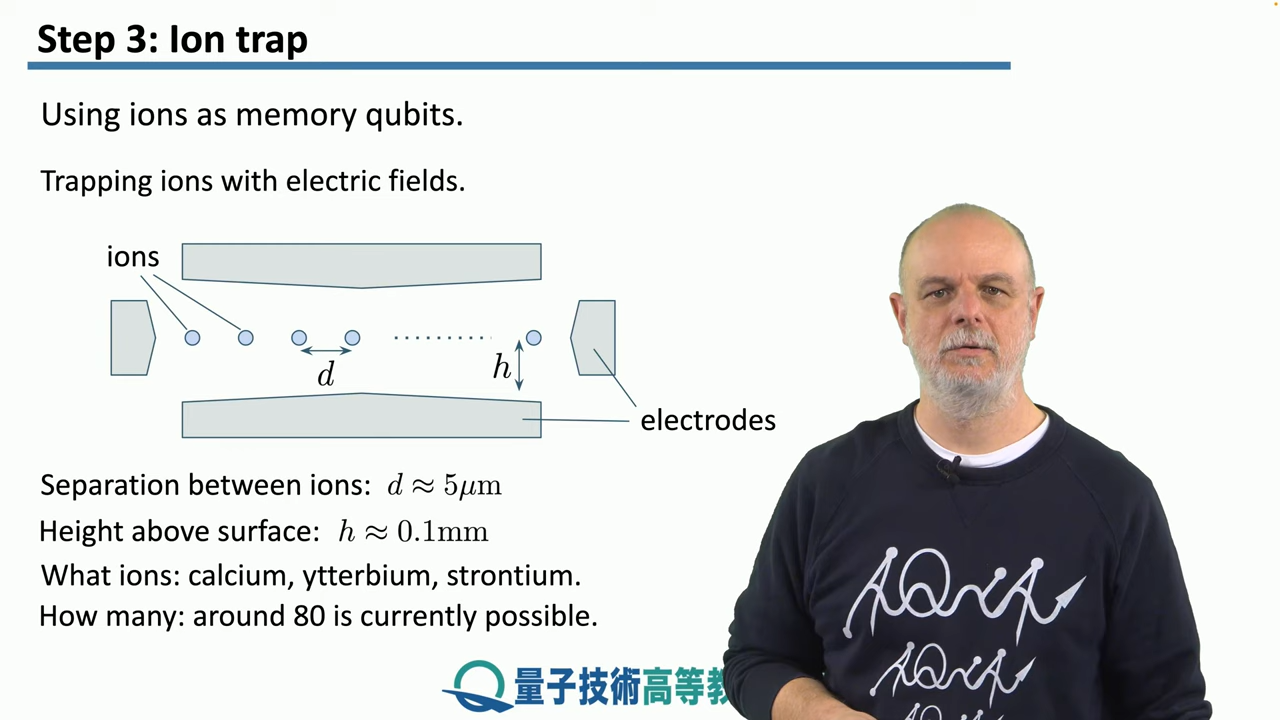 Step 3: Ion trap
Using ions as memory qubits.
Trapping ions with electric fields.
ions
d
h
electrodes
Separation between ions: d ≈ 5μm
Height above surface: h ≈ 0.1mm
What ions: calcium, ytterbium, strontium.
How many: around 80 is currently possible.
量子技術高等教